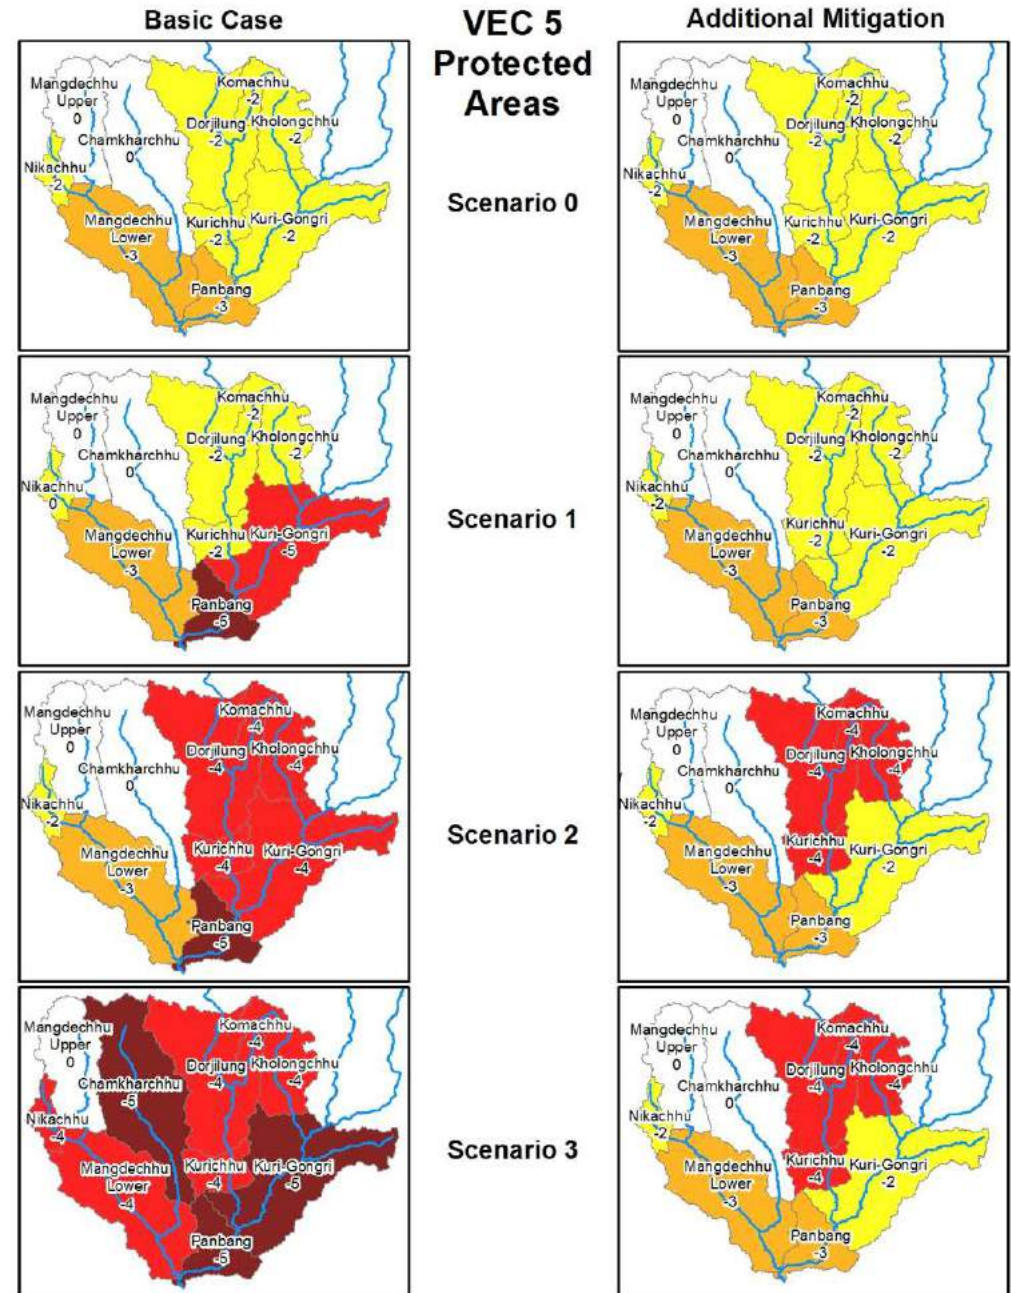 Basic Case
VEC 5
Protected
Areas
Additional Mitigation
Mangdechhu
Upper
0
Chamkharchhu
0
Nikachhu
-2
Mangdechhu
Lower
-3
Dorjilung
-2
Komachhu
-2
Kholongchhu
-2
Kurichhu
-2
Kuri-Gongri
-2
Panbang
-3
Scenario 0
Mangdechhu
Upper
0
Chamkharchhu
0
Nikachhu
-2
Mangdechhu
Lower
-3
Dorjilung
-2
Komachhu
-2
Kholongchhu
-2
Kurichhu
-2
Kuri-Gongri
-2
Panbang
-3
Mangdechhu
Upper
0
Chamkharchhu
0
Nikachhu
0
Mangdechhu
Lower
-3
Dorjilung
-2
Komachhu
-2
Kholongchhu
-2
Kurichhu
-2
Kuri-Gongri
-5
Panbang
-5
Scenario 1
Mangdechhu
Upper
0
Chamkharchhu
0
Nikachhu
-2
Mangdechhu
Lower
-3
Dorjilung
-2
Komachhu
-2
Kholongchhu
-2
Kurichhu
-2
Kuri-Gongri
-2
Panbang
-3
Mangdechhu
Upper
0
Chamkharchhu
0
Nikachhu
-2
Mangdechhu
Lower
-3
Dorjilung
-4
Komachhu
-4
Kholongchhu
-4
Kurichhu
-4
Kuri-Gongri
-4
Panbang
-5
Scenario 2
Mangdechhu
Upper
0
Chamkharchhu
0
Nikachhu
-2
Mangdechhu
Lower
-3
Dorjilung
-4
Komachhu
-4
Kholongchhu
-4
Kurichhu
-4
Kuri-Gongri
-2
Panbang
-3
Mangdechhu
Upper
0
Chamkharchhu
-5
Nikachhu
-4
Mangdechhu
Lower
-4
Dorjilung
-4
Komachhu
-4
Kholongchhu
-4
Kurichhu
-4
Kuri-Gongri
-5
Panbang
-5
Scenario 3
Mangdechhu
Upper
0
Chamkharchhu
0
Nikachhu
-2
Mangdechhu
Lower
-3
Dorjilung
-4
Komachhu
-4
Kholongchhu
-4
Kurichhu
-4
Kuri-Gongri
-2
Panbang
-3